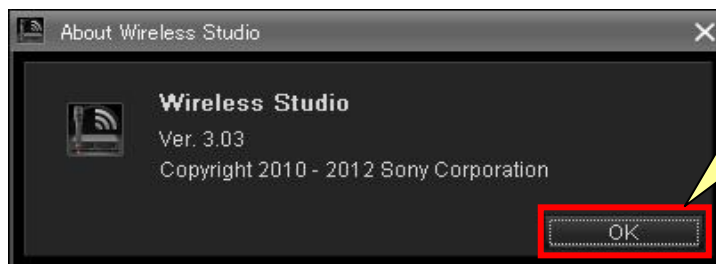 About Wireless Studio
Wireless Studio
Ver. 3.03
Copyright 2010 - 2012 Sony Corporation
OK